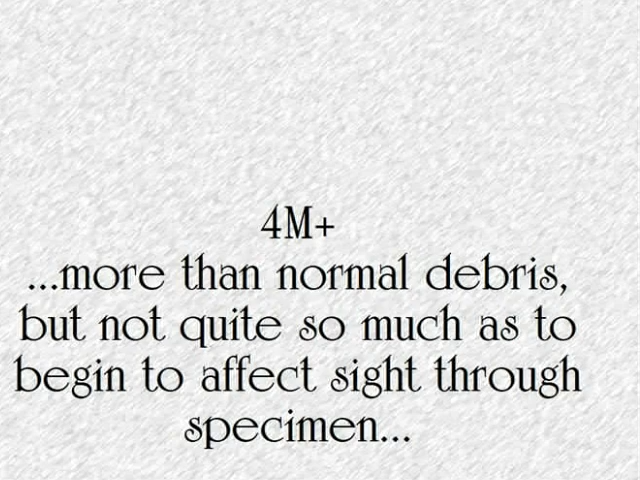 4M+
...more than normal debris,
but not quite so much as to
begin to affect sight through
specimen...